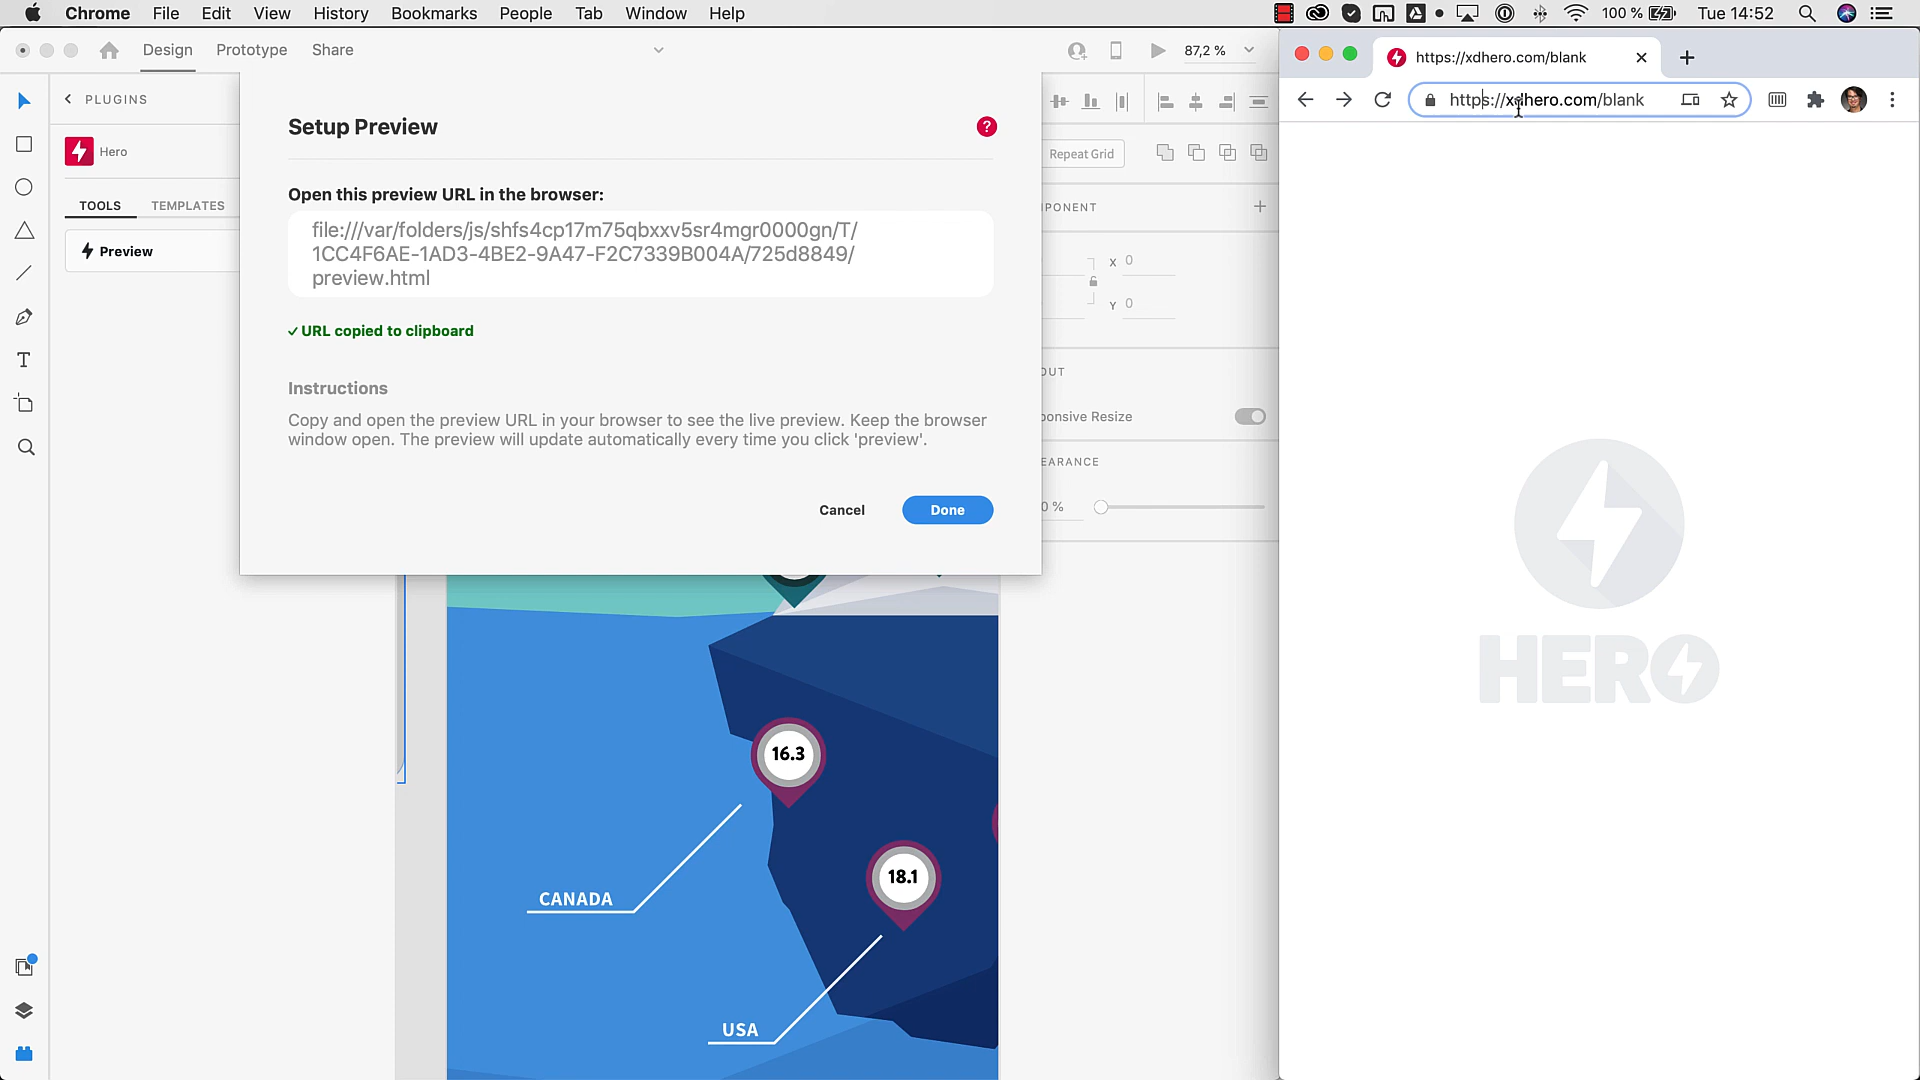 Chrome File Edit View History Bookmarks People Tab Window Help 100 % Tue 14:52
Design Prototype Share 87,2 %
https://xdhero.com/blank
https://xdhero.com/blank
PLUGINS
Hero
TOOLS TEMPLATES
Preview
Setup Preview
?
Open this preview URL in the browser:
file:///var/folders/js/shfs4cp17m75qbxxv5sr4mgr0000gn/T/
1CC4F6AE-1AD3-4BE2-9A47-F2C7339B004A/725d8849/
preview.html
✓ URL copied to clipboard
Instructions
Copy and open the preview URL in your browser to see the live preview. Keep the browser
window open. The preview will update automatically every time you click 'preview'.
Cancel Done
Repeat Grid
PONENT
X 0
Y 0
OUT
ponsive Resize
EARANCE
0 %
16.3
18.1
CANADA
USA
HERO